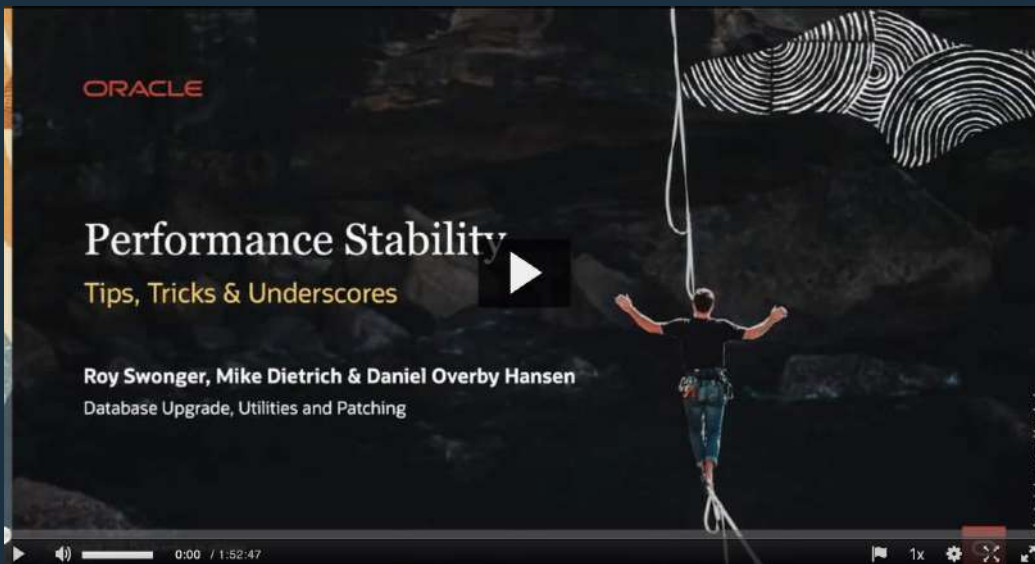 ORACLE
Performance Stability
Tips, Tricks & Underscores
Roy Swonger, Mike Dietrich & Daniel Overby Hansen
Database Upgrade, Utilities and Patching
0:00 / 1:52:47
1x